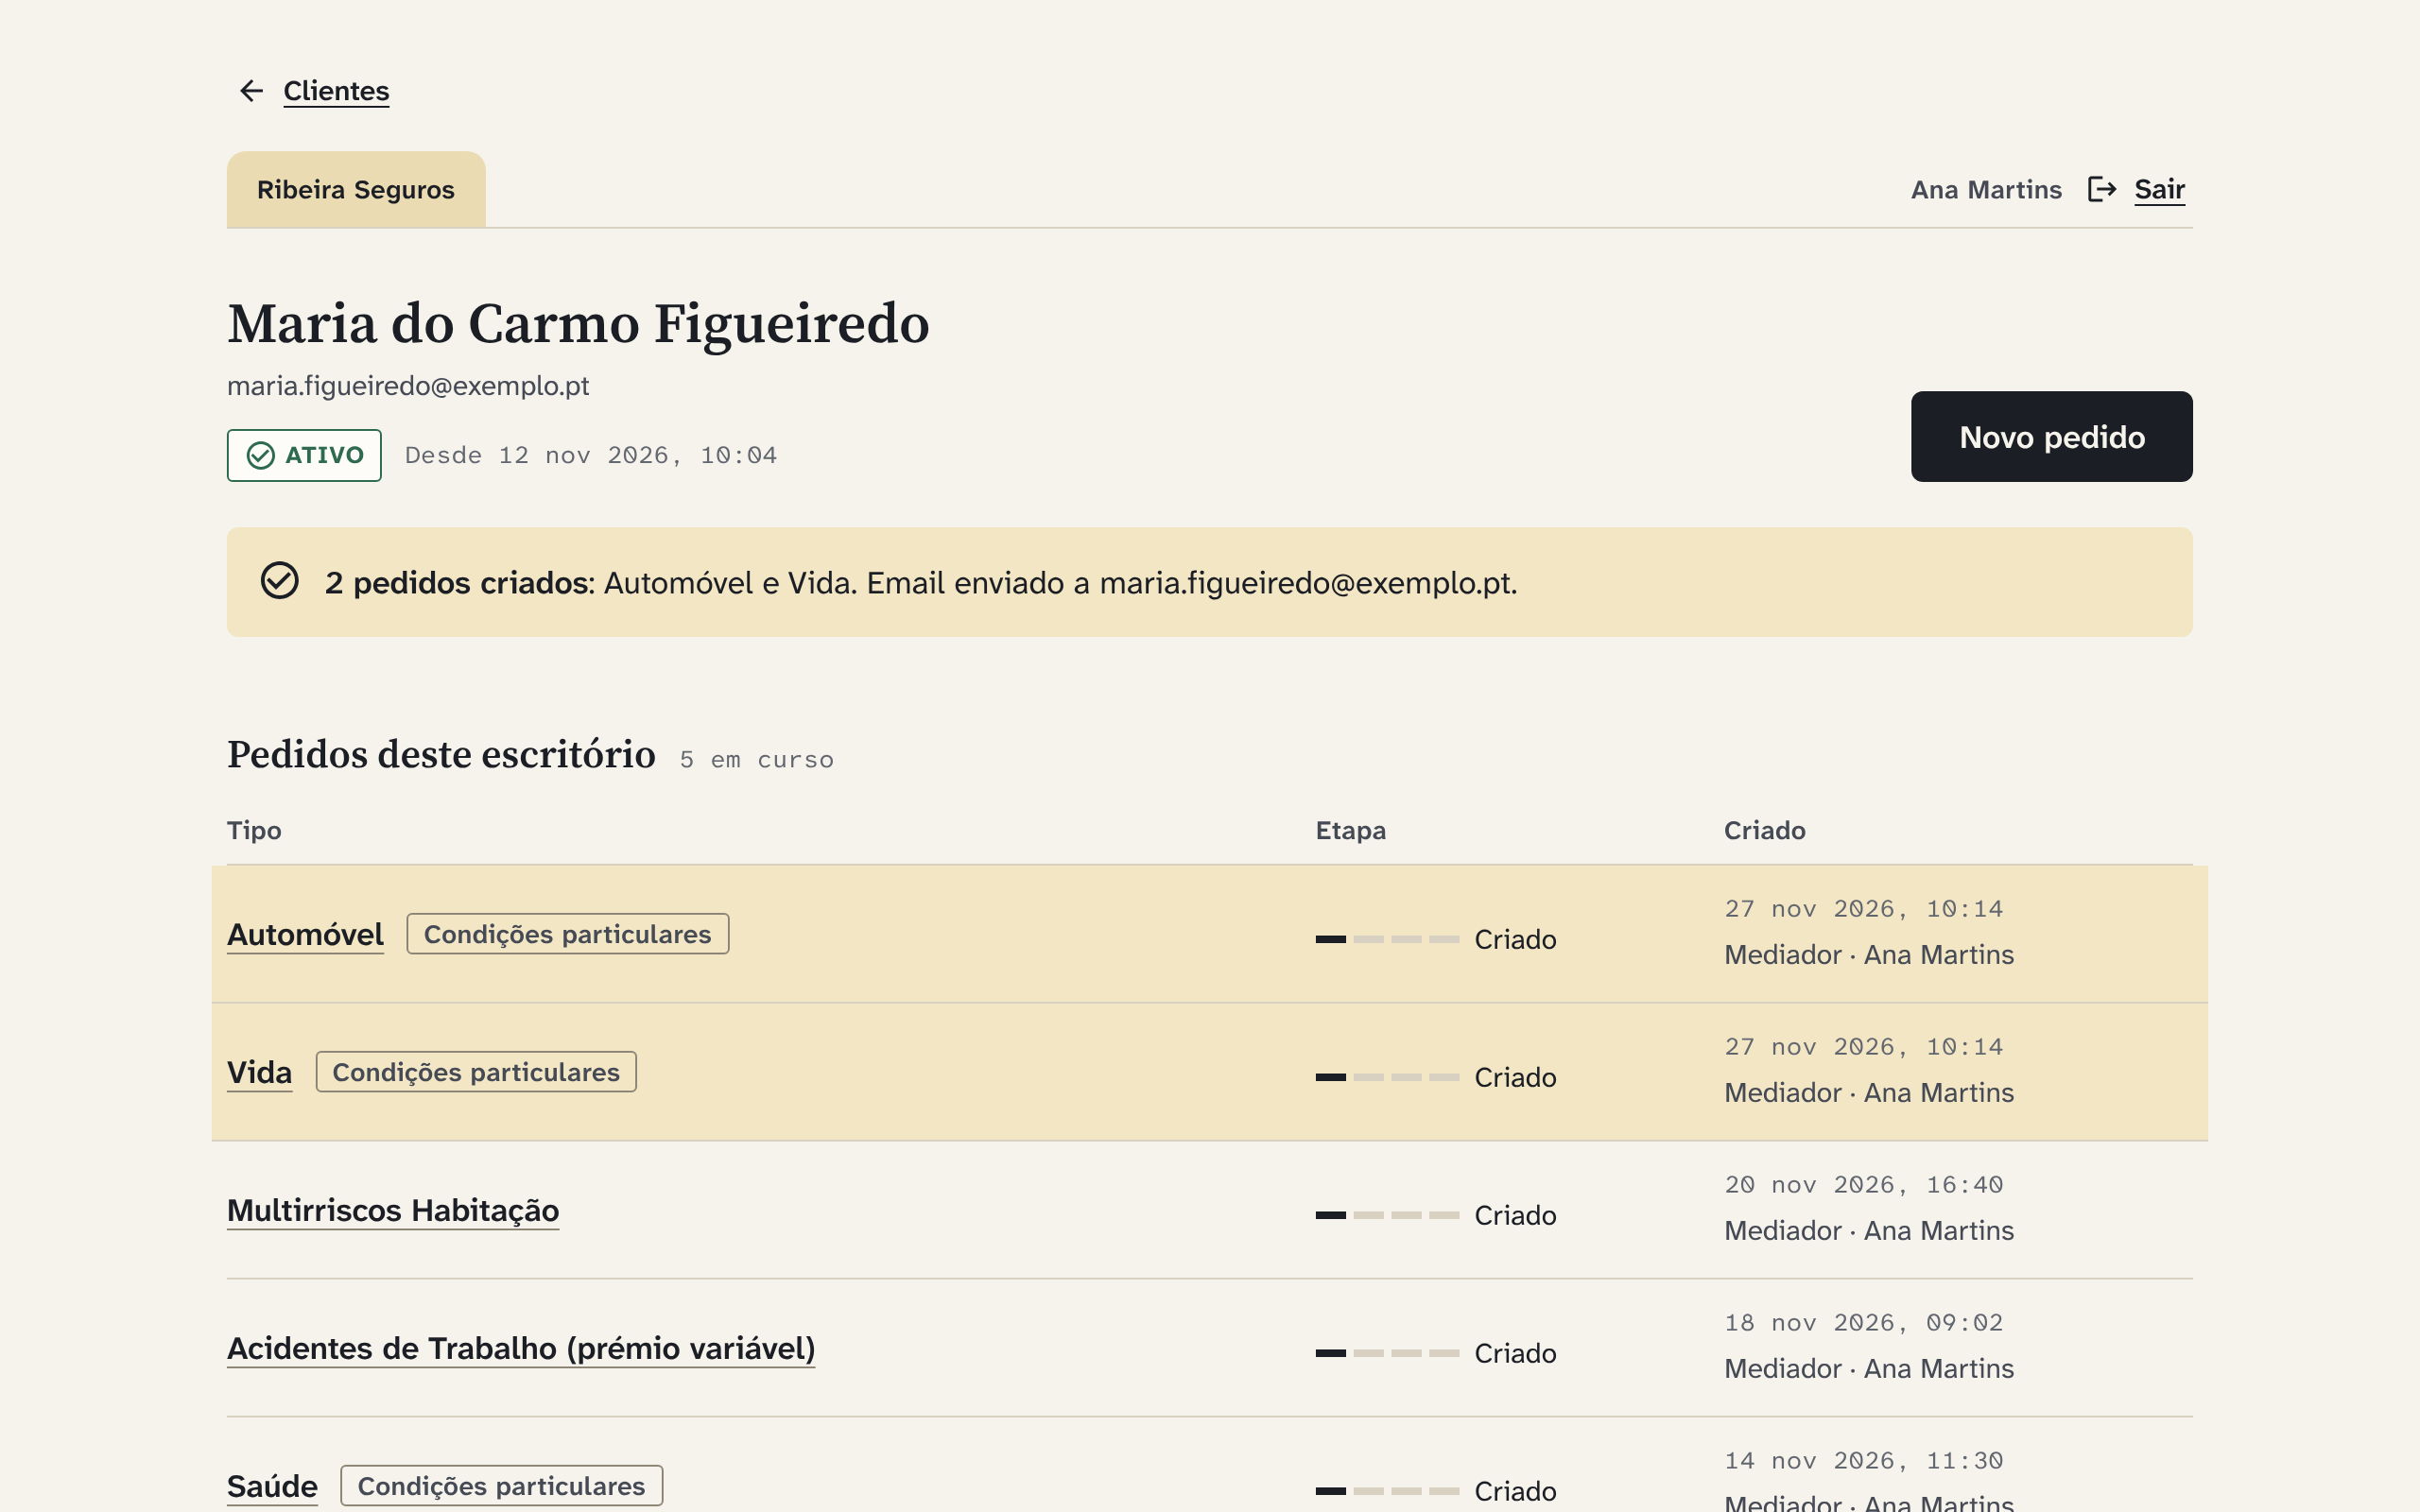 Clientes
Ribeira Seguros
Ana Martins Sair
Maria do Carmo Figueiredo
maria.figueiredo@exemplo.pt
ATIVO Desde 12 nov 2026, 10:04
Novo pedido
2 pedidos criados: Automóvel e Vida. Email enviado a maria.figueiredo@exemplo.pt.
Pedidos deste escritório 5 em curso
Tipo Etapa Criado
Automóvel Condições particulares Criado 27 nov 2026, 10:14
Mediador · Ana Martins
Vida Condições particulares Criado 27 nov 2026, 10:14
Mediador · Ana Martins
Multirriscos Habitação Criado 20 nov 2026, 16:40
Mediador · Ana Martins
Acidentes de Trabalho (prémio variável) Criado 18 nov 2026, 09:02
Mediador · Ana Martins
Saúde Condições particulares Criado 14 nov 2026, 11:30
Mediador · Ana Martins